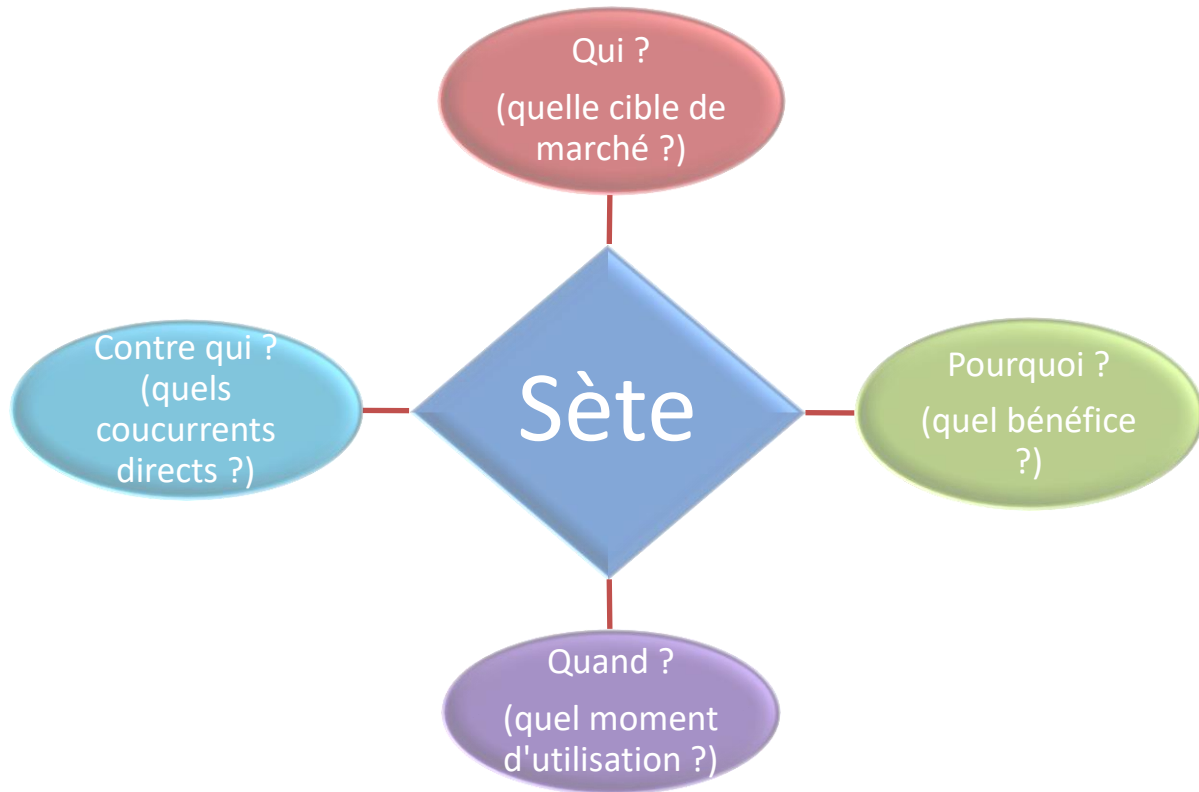 Qui ?
(quelle cible de
marché ?)
Contre qui ?
(quels
coucurrents
directs ?)
Sète
Pourquoi ?
(quel bénéfice
?)
Quand ?
(quel moment
d'utilisation ?)